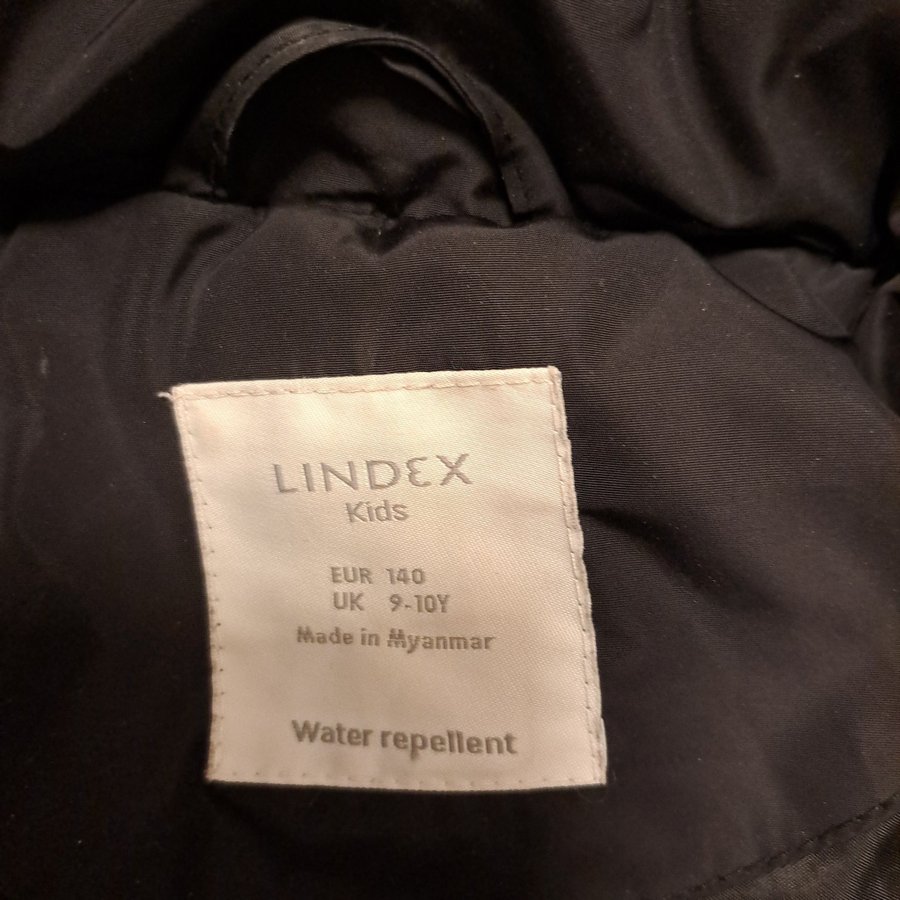 LINDEX
Kids
EUR 140
UK 9-10Y
Made in Myanmar
Water repellent